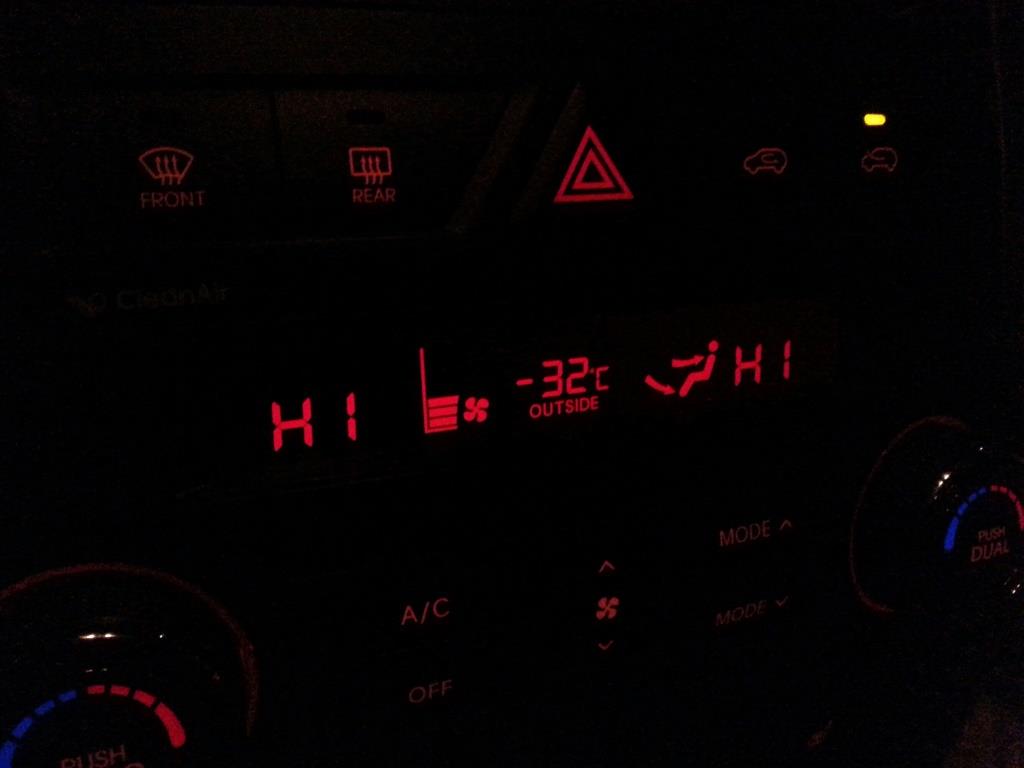 FRONT
REAR
CleanAir
HI
-32°C
OUTSIDE
HI
MODE
PUSH
DUAL
A/C
MODE
OFF
PUSH